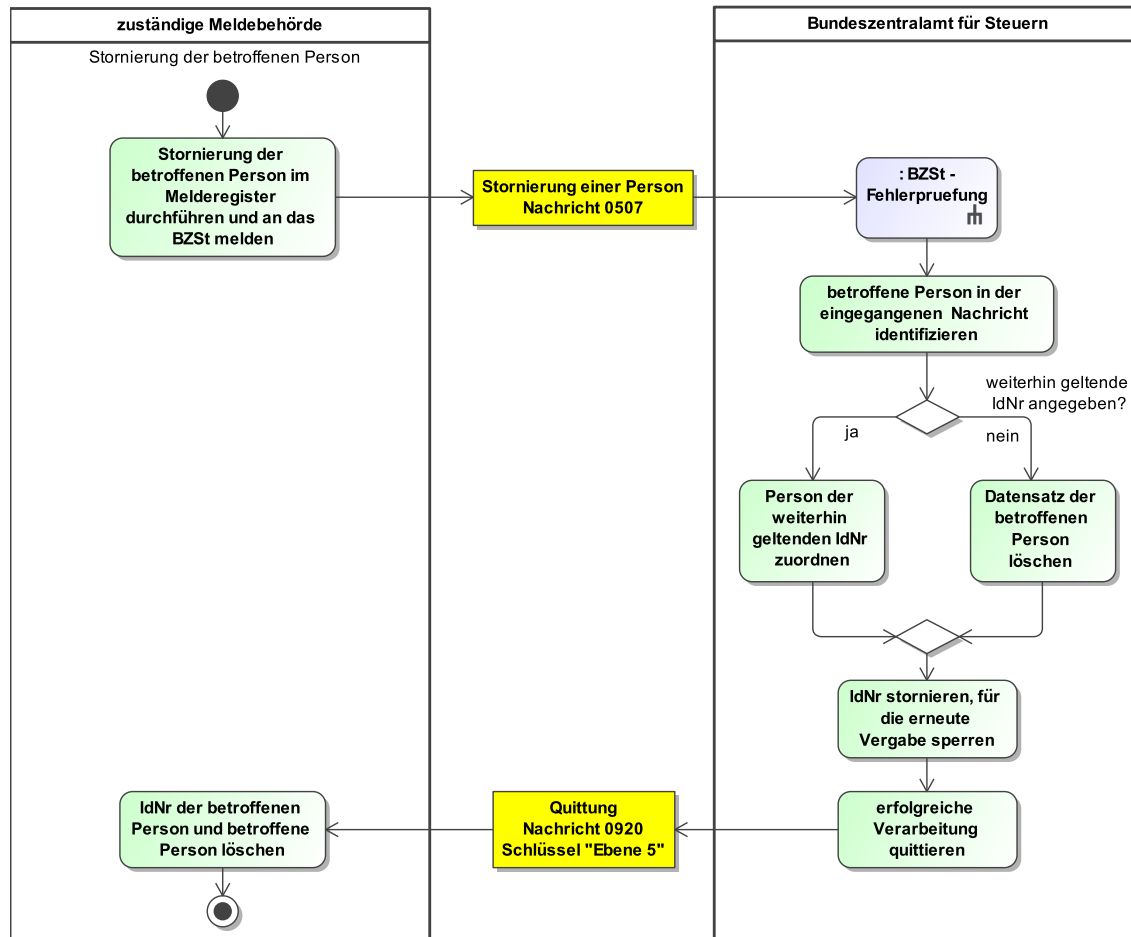 zuständige Meldebehörde
Bundeszentralamt für Steuern
Stornierung der betroffenen Person
Stornierung der
betroffenen Person im
Melderegister
durchführen und an das
BZSt melden
Stornierung einer Person
Nachricht 0507
: BZSt -
Fehlerpruefung
betroffene Person in der
eingegangenen Nachricht
identifizieren
weiterhin geltende
IdNr angegeben?
ja
nein
Person der
weiterhin
geltenden IdNr
zuordnen
Datensatz der
betroffenen
Person
löschen
IdNr stornieren, für
die erneute
Vergabe sperren
erfolgreiche
Verarbeitung
quittieren
Quittung
Nachricht 0920
Schlüssel "Ebene 5"
IdNr der betroffenen
Person und betroffene
Person löschen